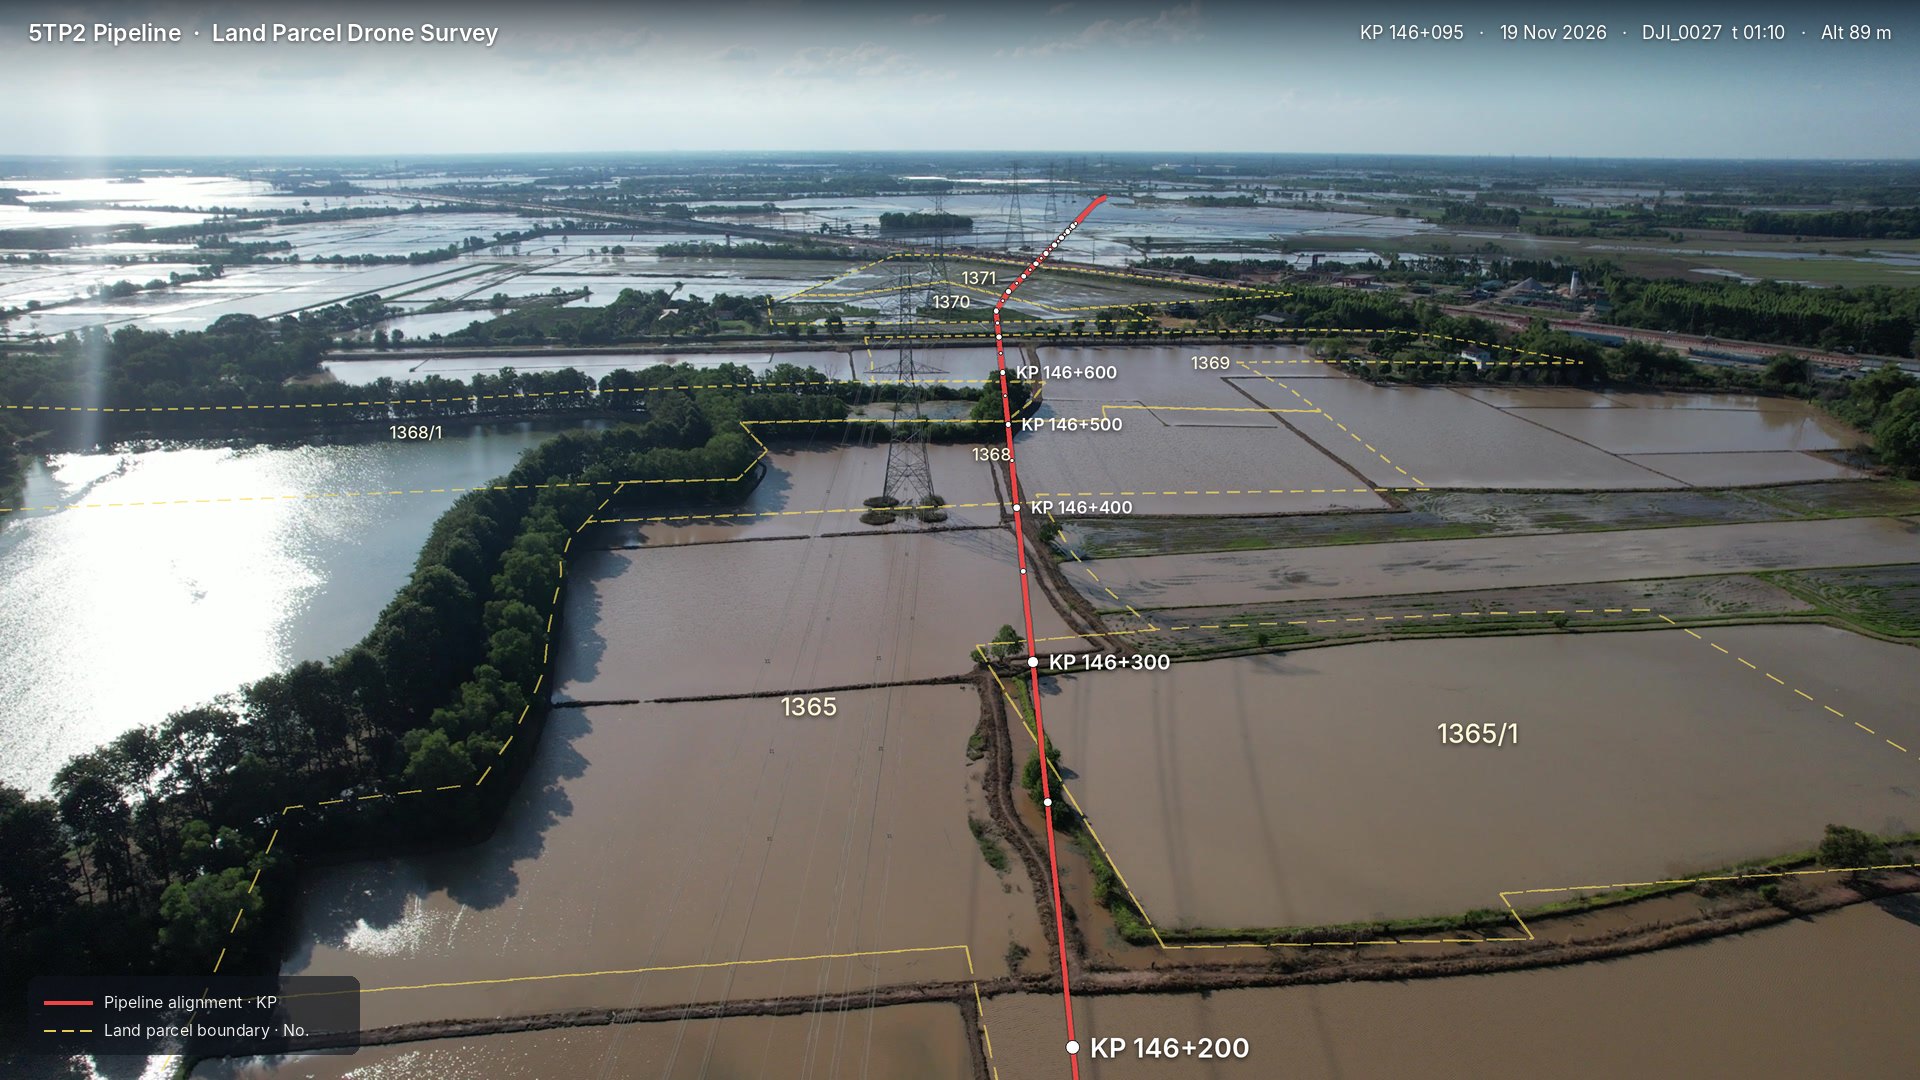 5TP2 Pipeline · Land Parcel Drone Survey
KP 146+095 · 19 Nov 2026 · DJI_0027 t 01:10 · Alt 89 m
1371
1370
1369
KP 146+600
KP 146+500
1368/1
1368
KP 146+400
KP 146+300
1365
1365/1
Pipeline alignment · KP
Land parcel boundary · No.
KP 146+200